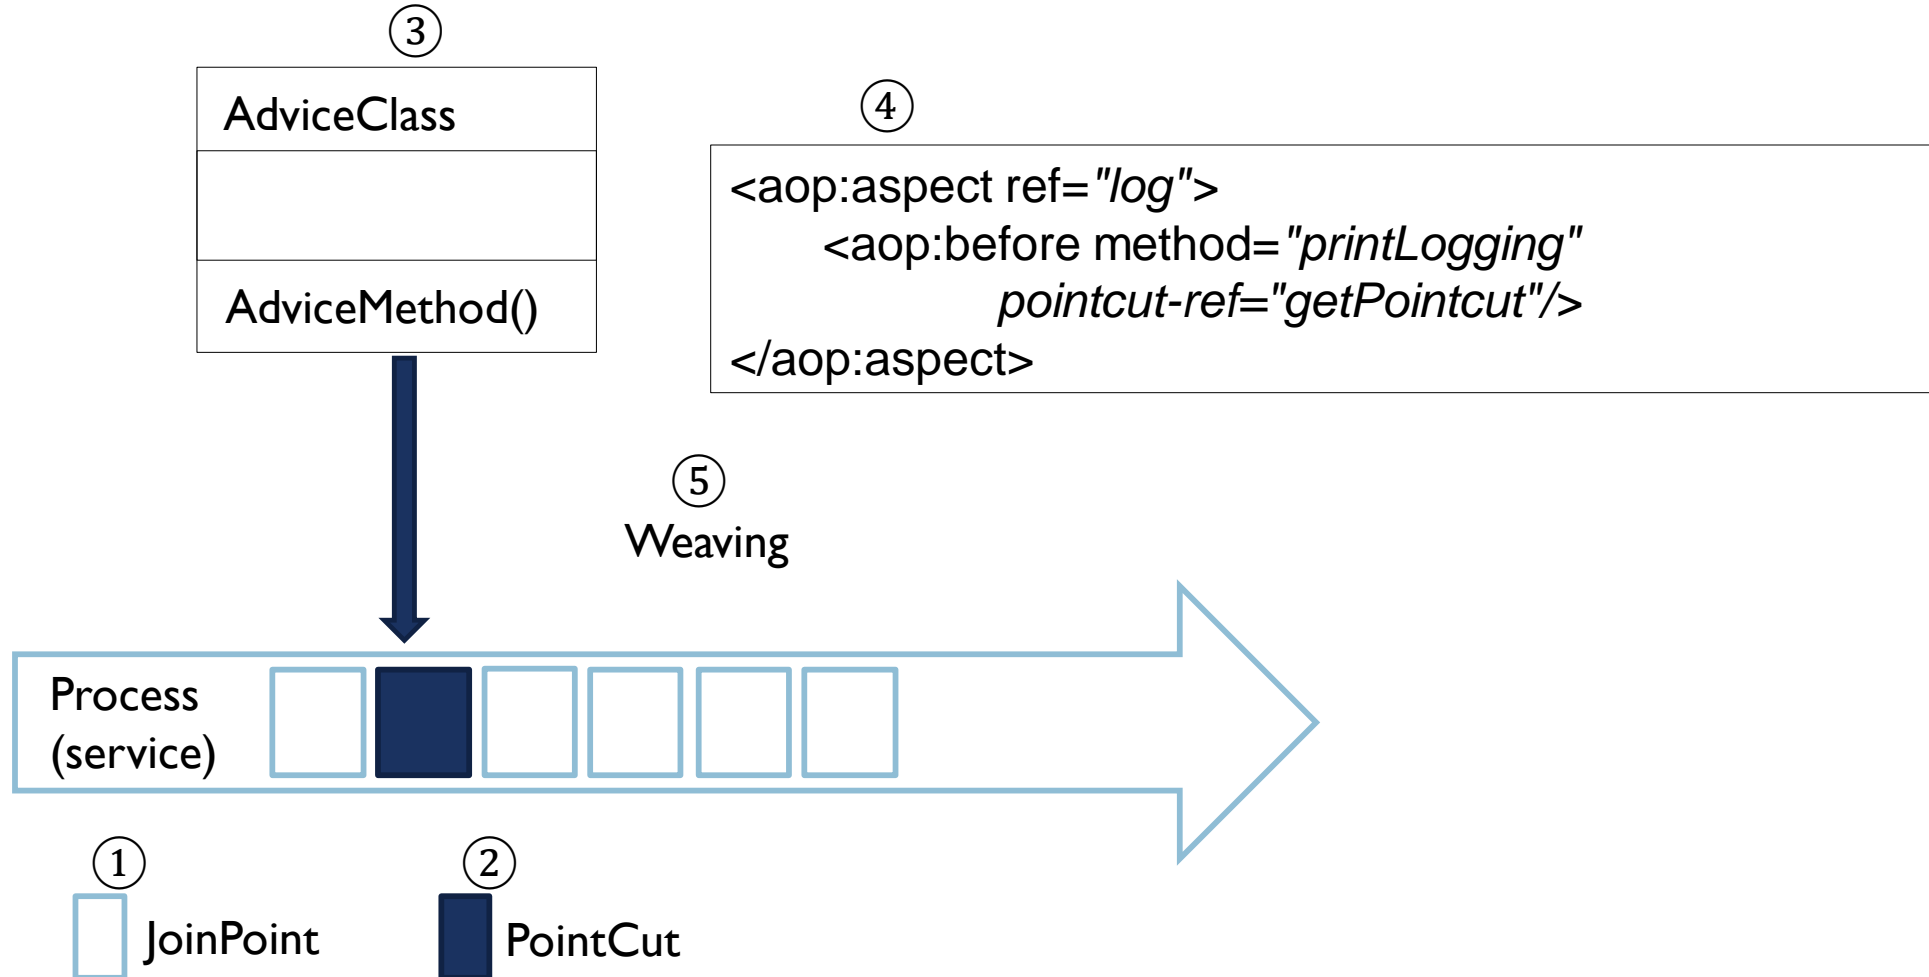 ③
AdviceClass
AdviceMethod()
④
<aop:aspect ref="log">
<aop:before method="printLogging"
pointcut-ref="getPointcut"/>
</aop:aspect>
⑤
Weaving
Process
(service)
①
JoinPoint
②
PointCut